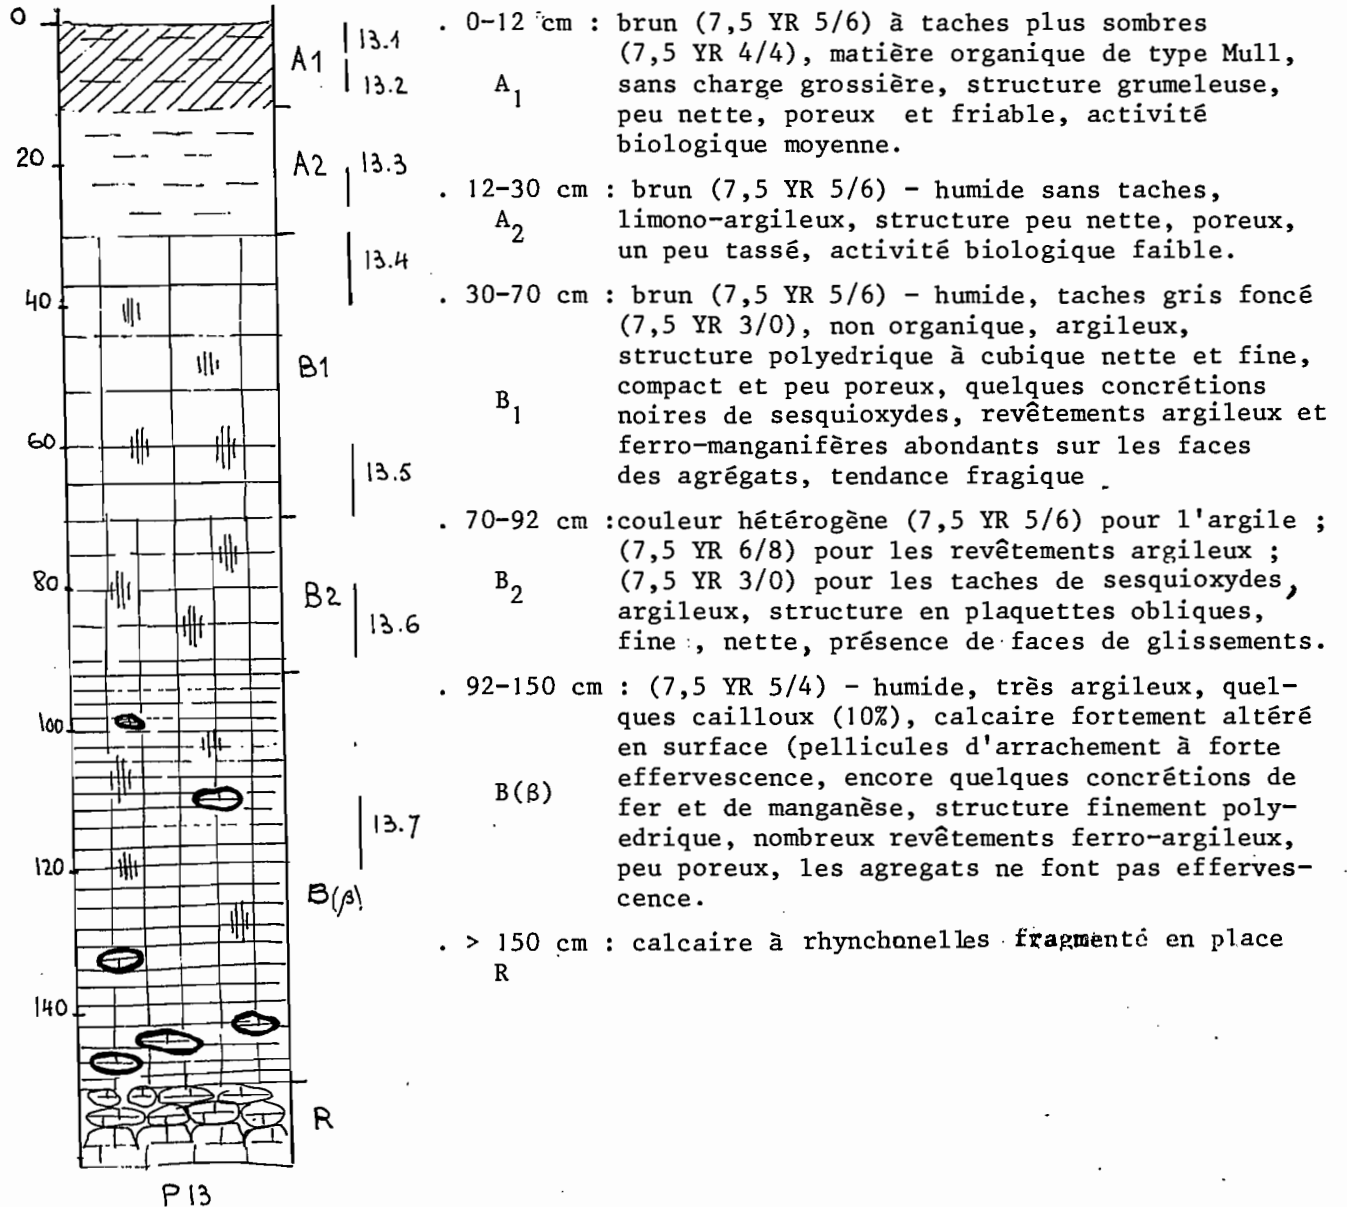 0
20
40
60
80
100
120
140
A1
A2
B1
B2
B(β)
R
13.1
13.2
13.3
13.4
13.5
13.6
13.7
P13
. 0-12 cm : brun (7,5 YR 5/6) à taches plus sombres
(7,5 YR 4/4), matière organique de type Mull,
A1 sans charge grossière, structure grumeleuse,
peu nette, poreux et friable, activité
biologique moyenne.
. 12-30 cm : brun (7,5 YR 5/6) - humide sans taches,
A2 limono-argileux, structure peu nette, poreux,
un peu tassé, activité biologique faible.
. 30-70 cm : brun (7,5 YR 5/6) - humide, taches gris foncé
(7,5 YR 3/0), non organique, argileux,
structure polyedrique à cubique nette et fine,
compact et peu poreux, quelques concrétions
B1 noires de sesquioxydes, revêtements argileux et
ferro-manganifères abondants sur les faces
des agrégats, tendance fragique .
. 70-92 cm :couleur hétérogène (7,5 YR 5/6) pour l'argile ;
(7,5 YR 6/8) pour les revêtements argileux ;
B2 (7,5 YR 3/0) pour les taches de sesquioxydes,
argileux, structure en plaquettes obliques,
fine , nette, présence de faces de glissements.
. 92-150 cm : (7,5 YR 5/4) - humide, très argileux, quel-
ques cailloux (10%), calcaire fortement altéré
en surface (pellicules d'arrachement à forte
effervescence, encore quelques concrétions de
B(β) fer et de manganèse, structure finement poly-
edrique, nombreux revêtements ferro-argileux,
peu poreux, les agregats ne font pas efferves-
cence.
. > 150 cm : calcaire à rhynchonelles fragmenté en place
R